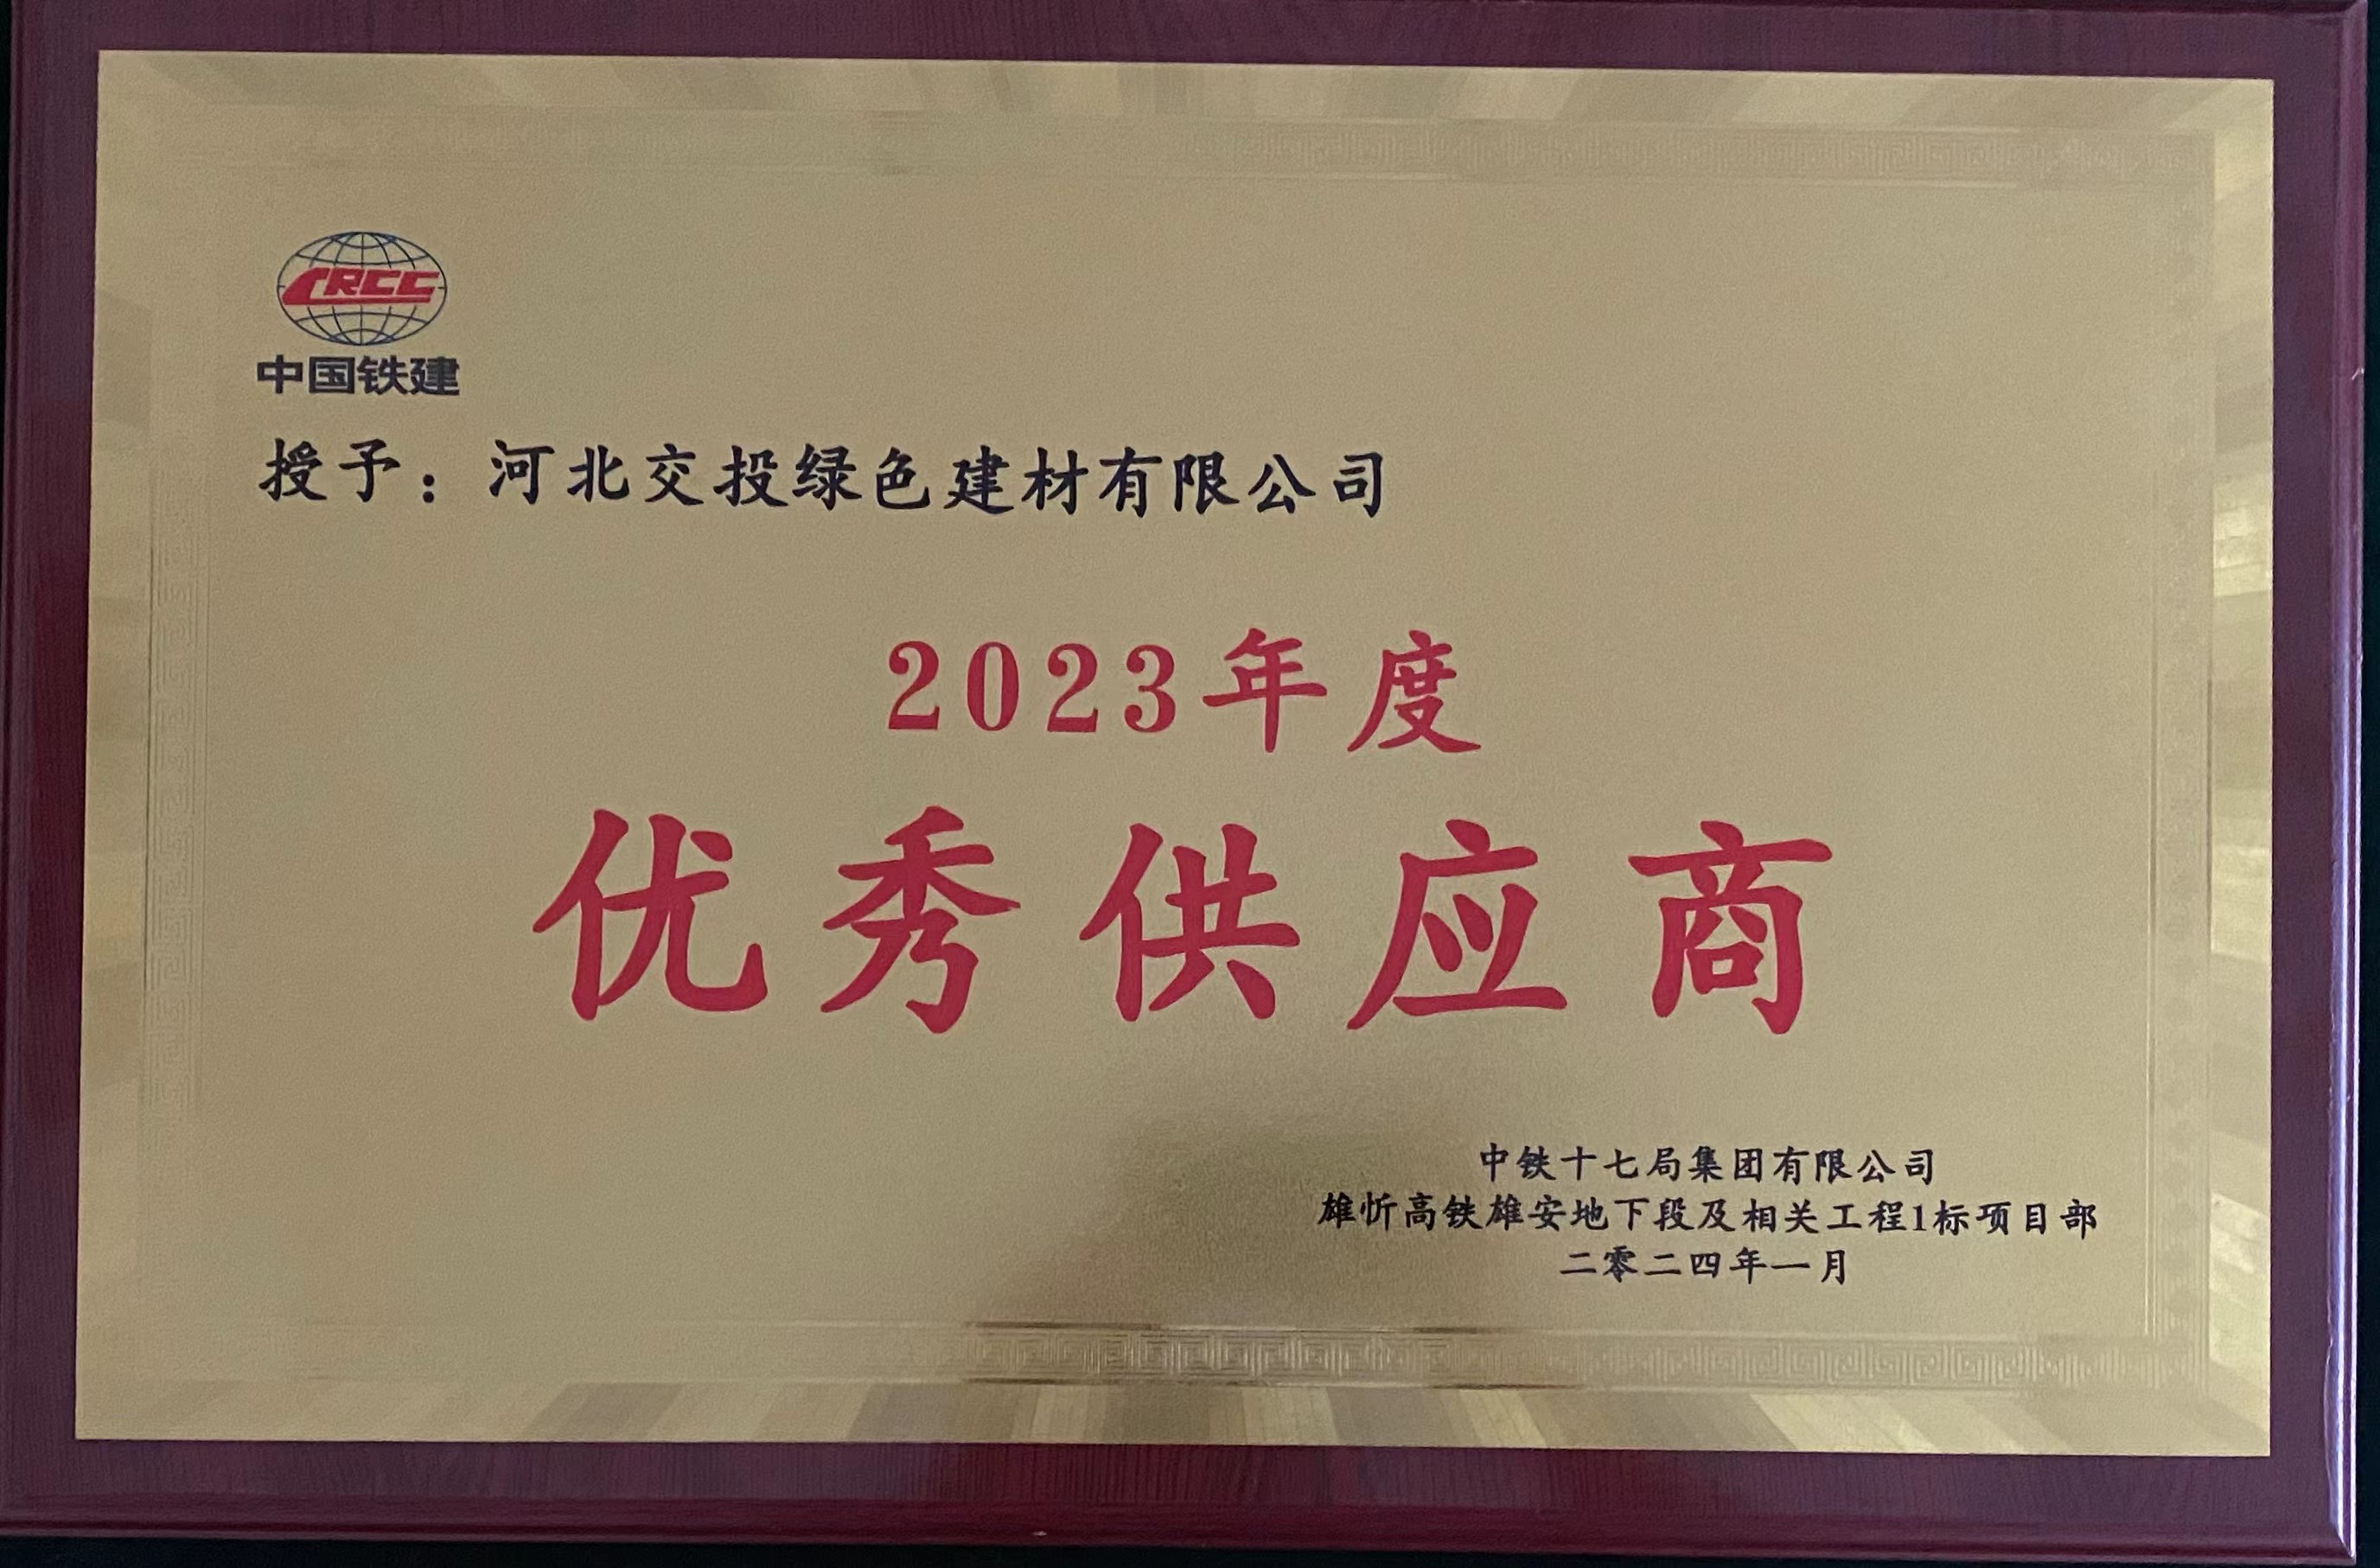 CRCC
中国铁建
授予：河北交投绿色建材有限公司
2023年度
优秀供应商
中铁十七局集团有限公司
雄忻高铁雄安地下段及相关工程1标项目部
二零二四年一月